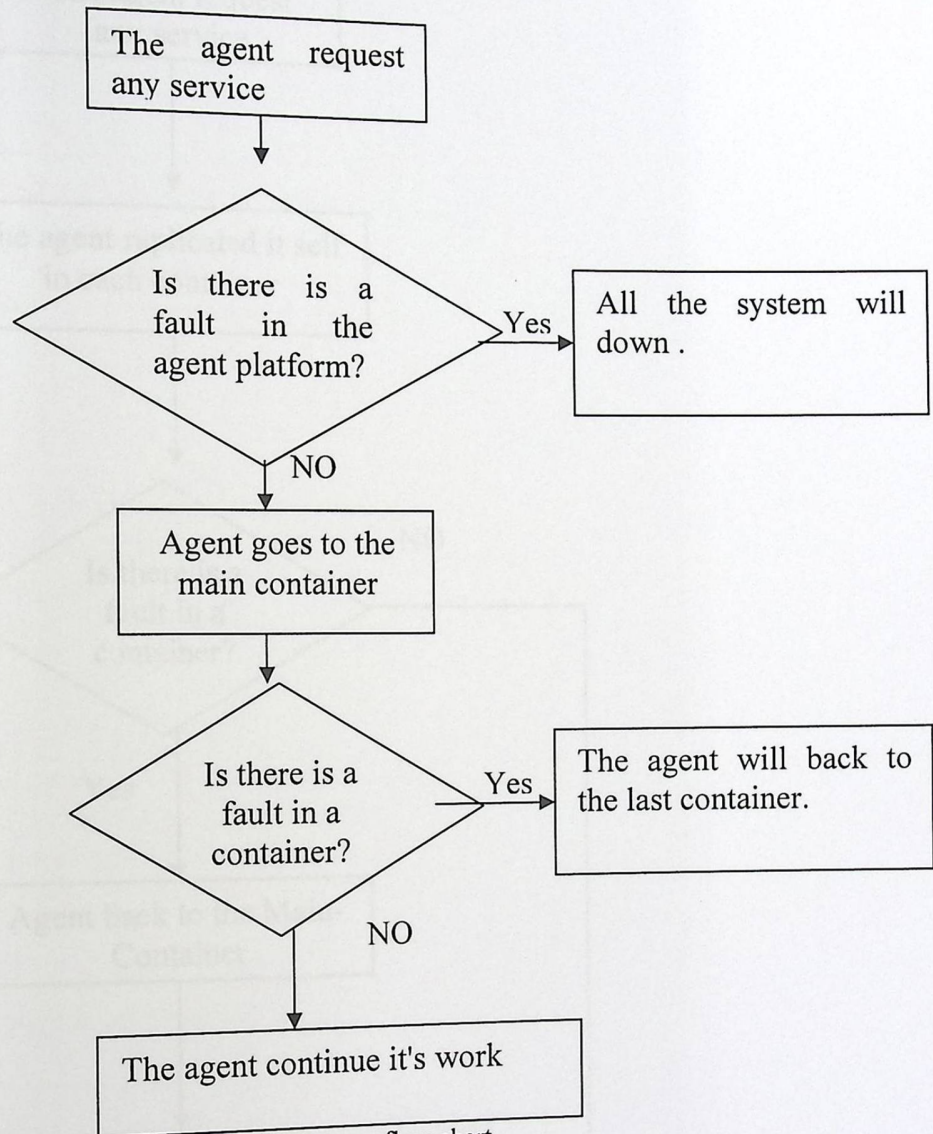 The agent request
any service
Is there is a
fault in the
agent platform?
Yes
All the system will
down .
NO
Agent goes to the
main container
Is there is a
fault in a
container?
Yes
The agent will back to
the last container.
NO
The agent continue it's work